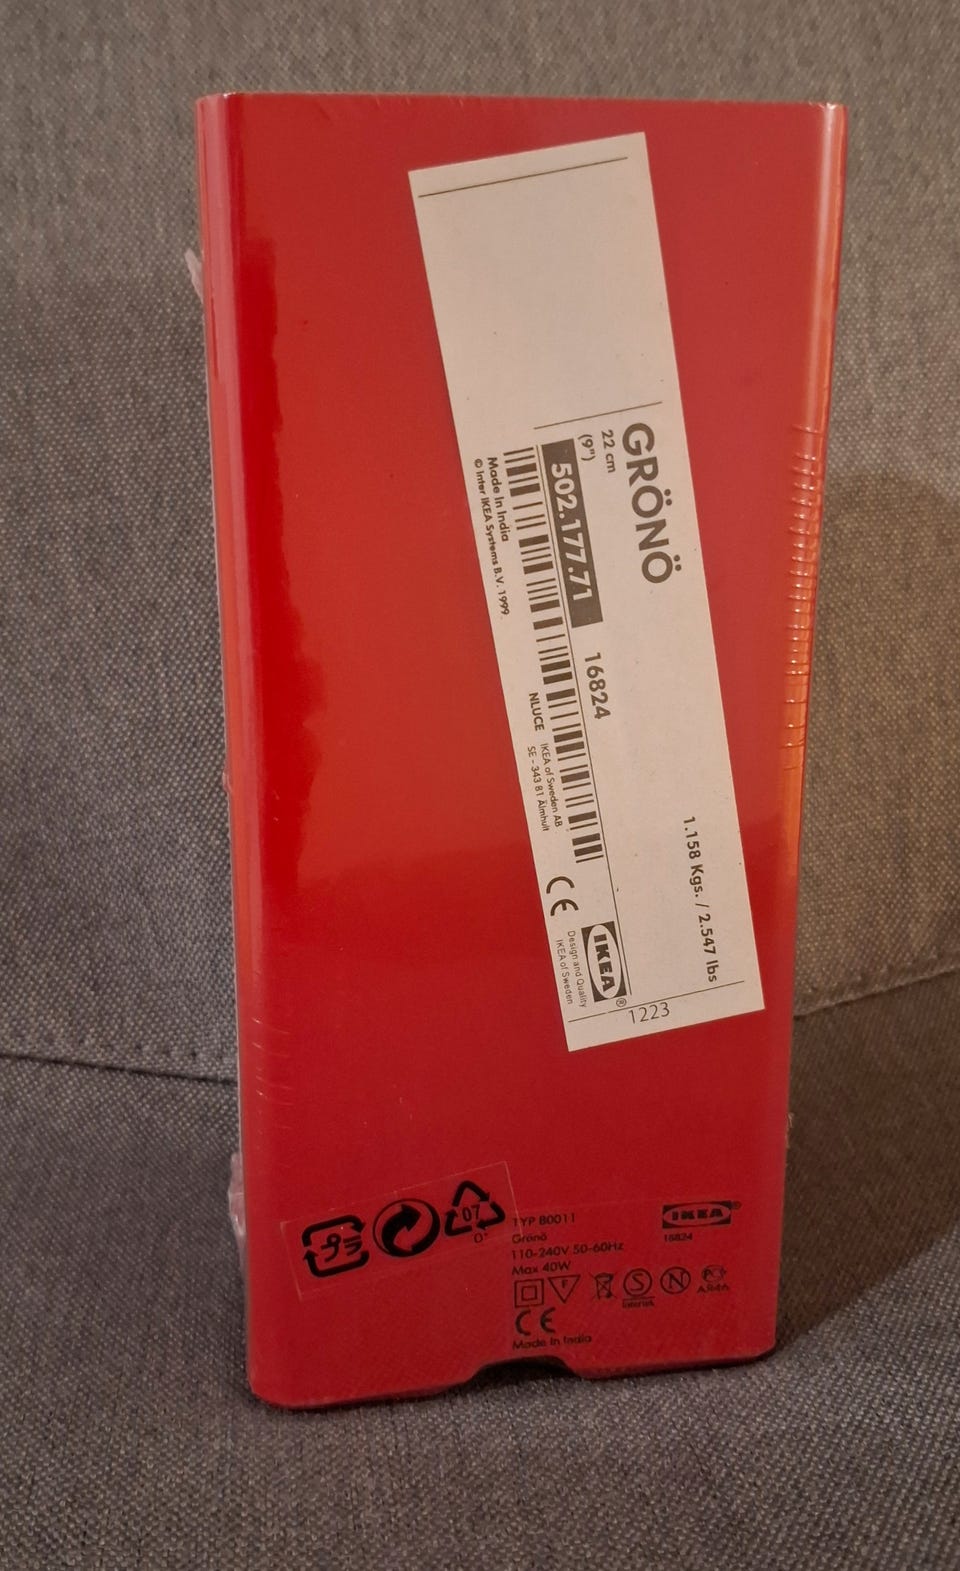 GRÖNÖ
22 cm
(9")
502.177.71
16824
1.158 Kgs. / 2.547 lbs
Made in India
© Inter IKEA Systems B.V. 1999
NLUCE
IKEA of Sweden AB
SE - 343 81 Älmhult
CE
IKEA®
Design and Quality
IKEA of Sweden
1223
07
TYP B0011
Grönö
110-240V 50-60Hz
Max 40W
IKEA®
16824
F
S
Intertek
N
CE
Made in India